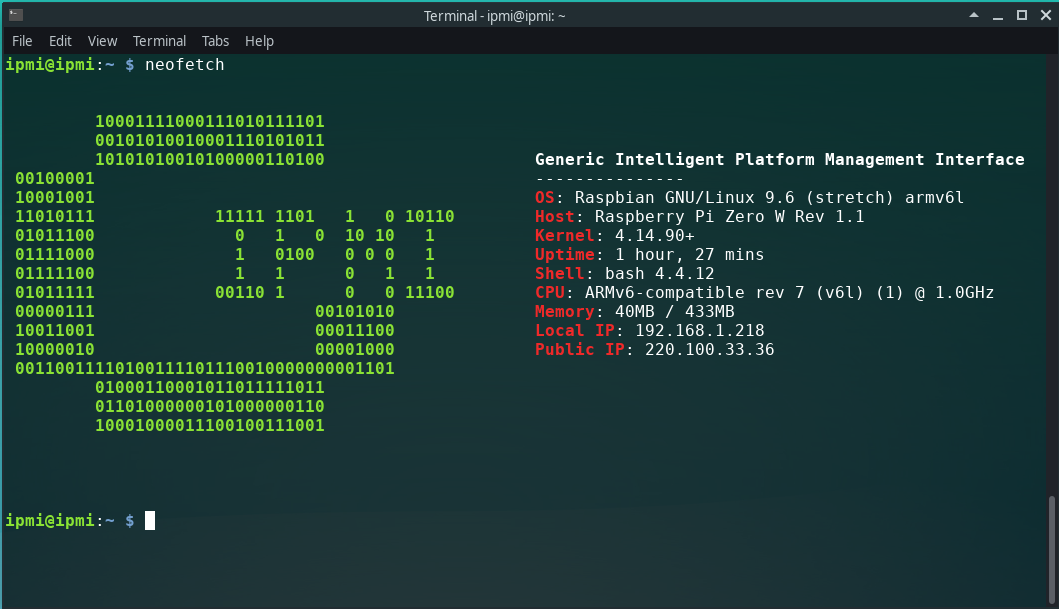 Terminal - ipmi@ipmi: ~
File Edit View Terminal Tabs Help
ipmi@ipmi:~ $ neofetch
10001111000111010111101
00101010010001110101011
10101010010100000110100 Generic Intelligent Platform Management Interface
00100001 ---------------
10001001 OS: Raspbian GNU/Linux 9.6 (stretch) armv6l
11010111 11111 1101 1 0 10110 Host: Raspberry Pi Zero W Rev 1.1
01011100 0 1 0 10 10 1 Kernel: 4.14.90+
01111000 1 0100 0 0 0 1 Uptime: 1 hour, 27 mins
01111100 1 1 0 1 1 Shell: bash 4.4.12
01011111 00110 1 0 0 11100 CPU: ARMv6-compatible rev 7 (v6l) (1) @ 1.0GHz
00000111 00101010 Memory: 40MB / 433MB
10011001 00011100 Local IP: 192.168.1.218
10000010 00001000 Public IP: 220.100.33.36
00110011110100111101110010000000001101
01000110001011011111011
01101000000101000000110
10001000011100100111001
ipmi@ipmi:~ $